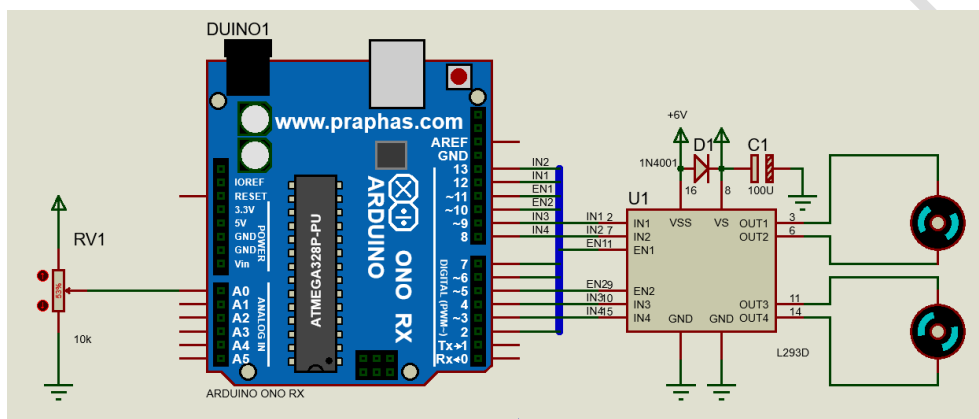 DUINO1
www.praphas.com
AREF
GND
13
12
~11
~10
~9
8
7
~6
~5
4
~3
2
Tx 1
Rx 0
IOREF
RESET
3.3V
5V
GND
GND
Vin
POWER
A0
A1
A2
A3
A4
A5
ANALOG IN
DIGITAL (PWM~)
ATMEGA328P-PU
ARDUINO
ONO RX
ARDUINO ONO RX
RV1
53%
10k
IN2
IN1
EN1
EN2
IN3
IN4
+6V
D1
1N4001
C1
100U
16
8
U1
IN1 2
IN2 7
EN1 1
EN2 9
IN3 10
IN4 15
IN1
IN2
EN1
EN2
IN3
IN4
VSS
VS
OUT1
OUT2
OUT3
OUT4
GND
GND
3
6
11
14
L293D